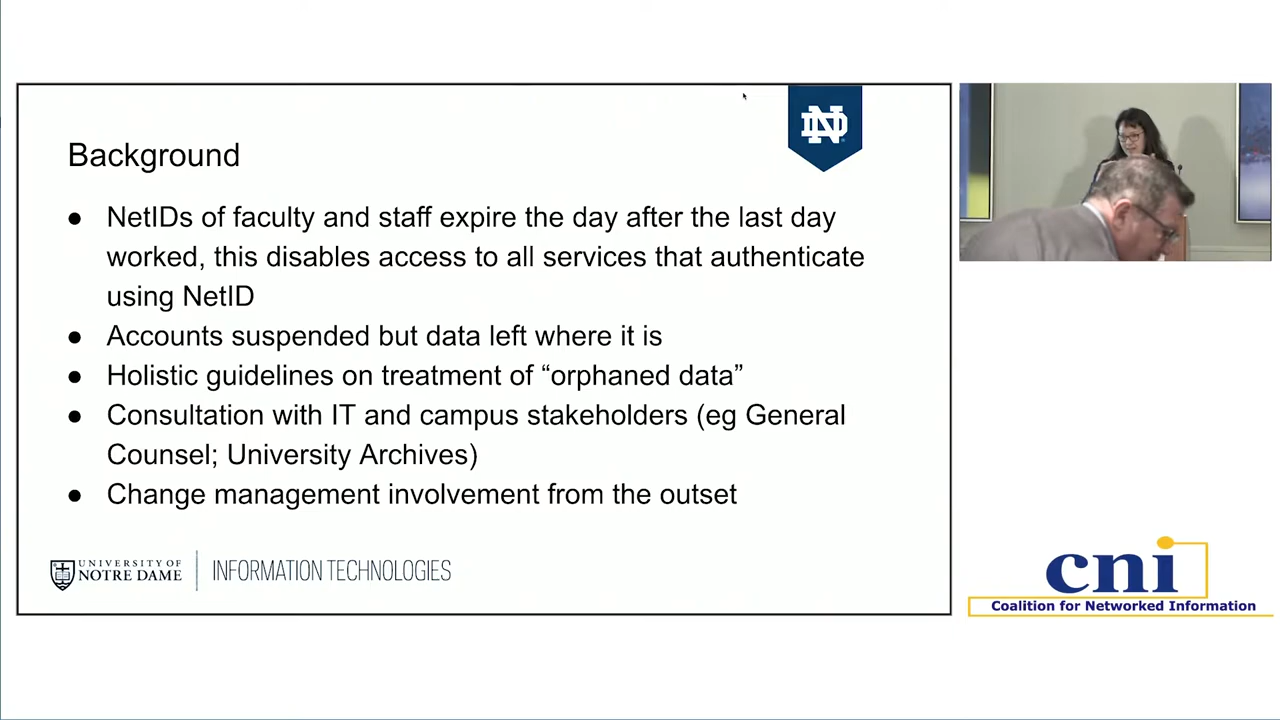 ND
Background
● NetIDs of faculty and staff expire the day after the last day
worked, this disables access to all services that authenticate
using NetID
● Accounts suspended but data left where it is
● Holistic guidelines on treatment of “orphaned data”
● Consultation with IT and campus stakeholders (eg General
Counsel; University Archives)
● Change management involvement from the outset
UNIVERSITY OF
NOTRE DAME
INFORMATION TECHNOLOGIES
cni
Coalition for Networked Information